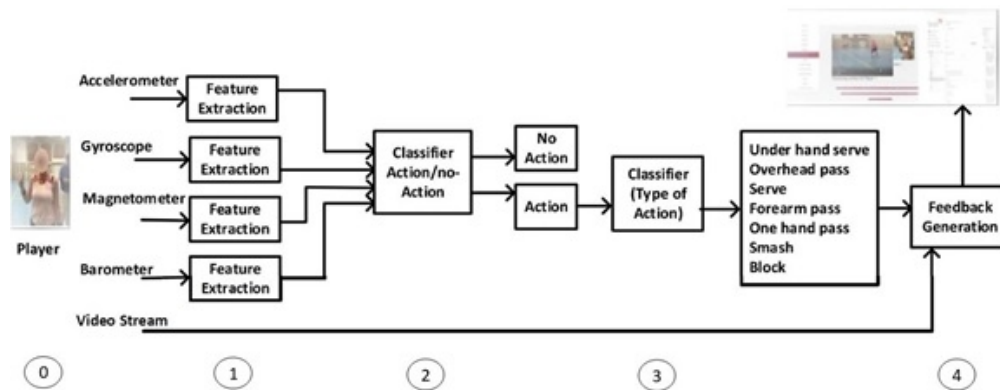 Accelerometer
Feature
Extraction
Gyroscope
Feature
Extraction
Magnetometer
Feature
Extraction
Barometer
Feature
Extraction
Video Stream
Player
Classifier
Action/no-
Action
No
Action
Action
Classifier
(Type of
Action)
Under hand serve
Overhead pass
Serve
Forearm pass
One hand pass
Smash
Block
Feedback
Generation
0
1
2
3
4